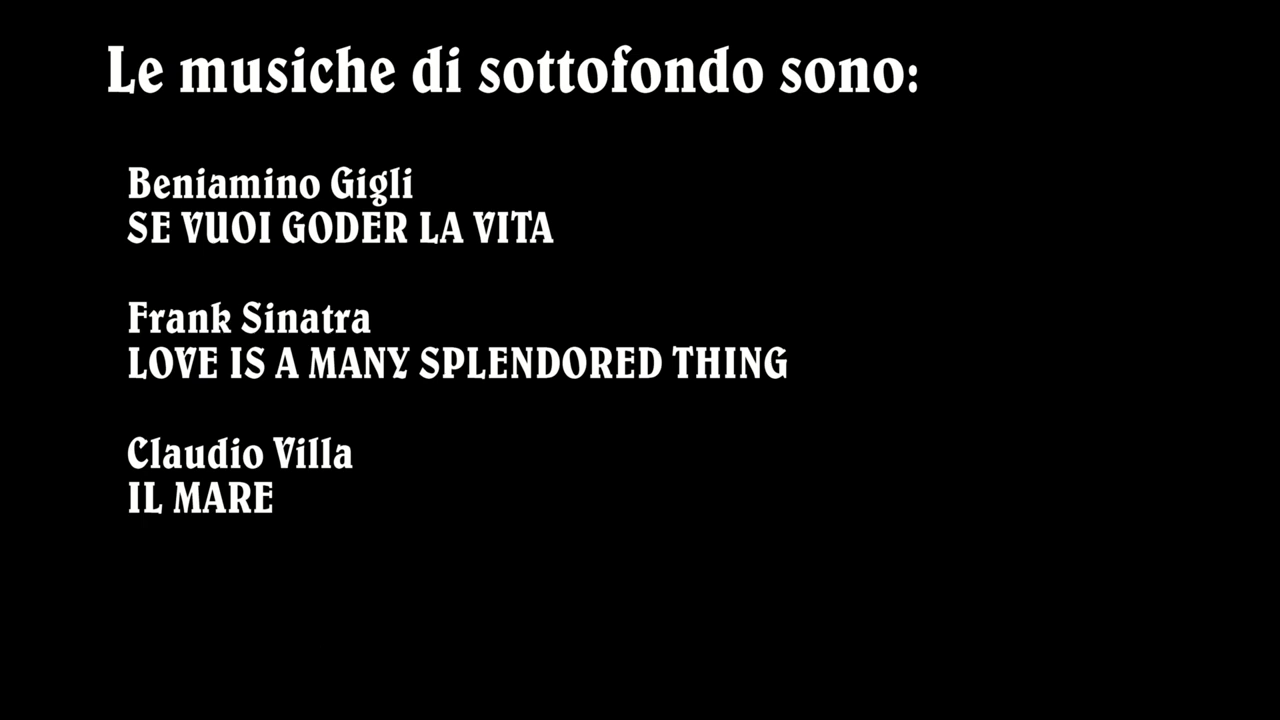 Le musiche di sottofondo sono:
Beniamino Gigli
SE VUOI GODER LA VITA
Frank Sinatra
LOVE IS A MANY SPLENDORED THING
Claudio Villa
IL MARE